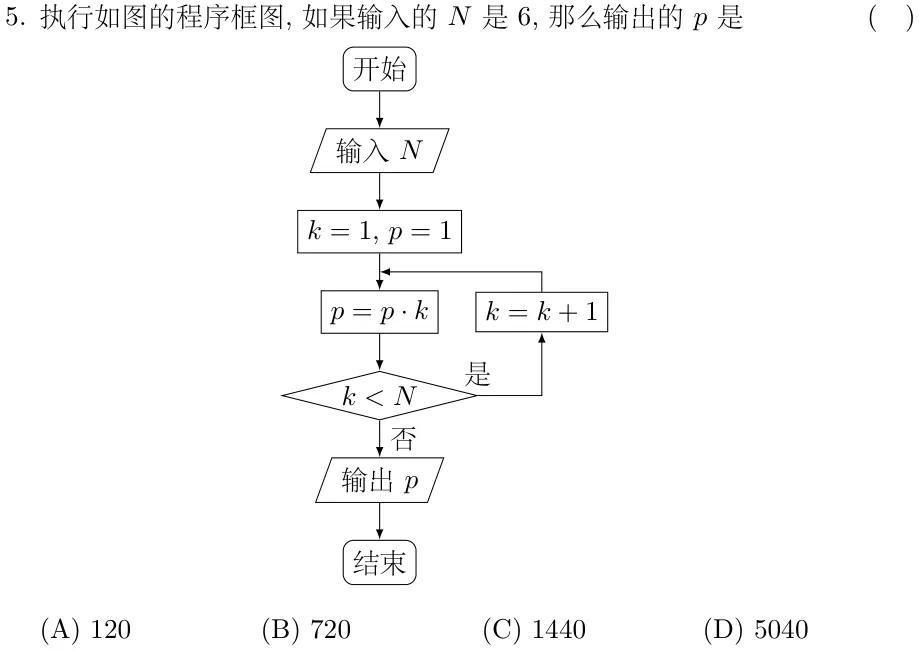 5. 执行如图的程序框图, 如果输入的 N 是 6, 那么输出的 p 是 ( )
开始
输入 N
k = 1, p = 1
p = p · k
k = k + 1
是
k < N
否
输出 p
结束
(A) 120 (B) 720 (C) 1440 (D) 5040